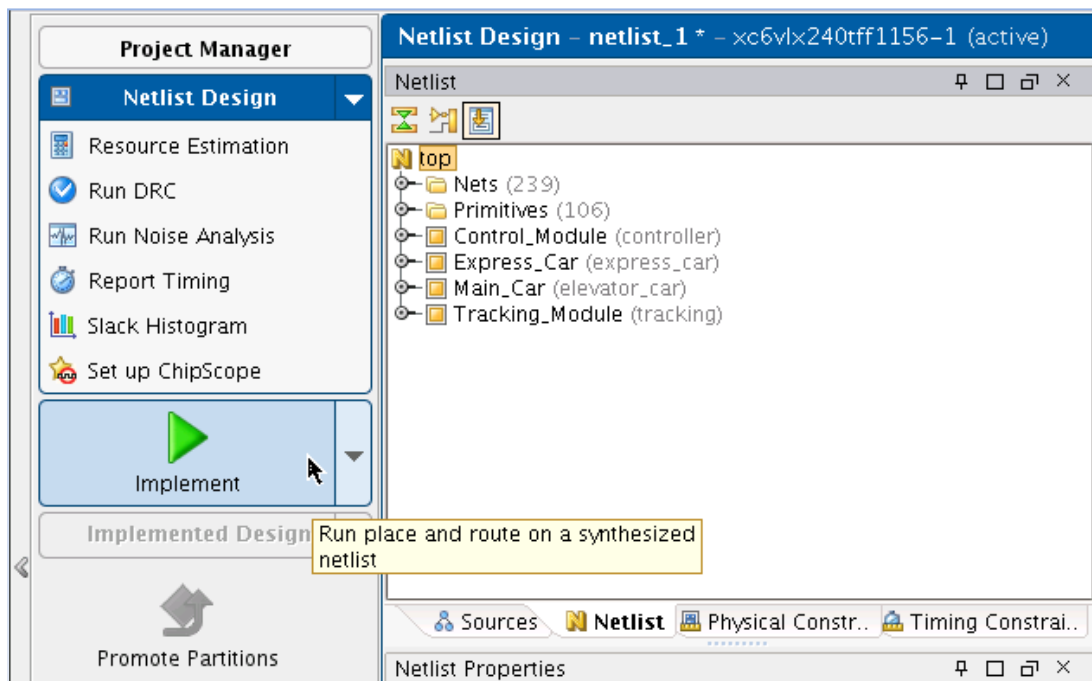 Project Manager
Netlist Design
Resource Estimation
Run DRC
Run Noise Analysis
Report Timing
Slack Histogram
Set up ChipScope
Implement
Implemented Design
Run place and route on a synthesized
netlist
Promote Partitions
Netlist Design - netlist_1 * - xc6vlx240tff1156-1 (active)
Netlist
top
Nets (239)
Primitives (106)
Control_Module (controller)
Express_Car (express_car)
Main_Car (elevator_car)
Tracking_Module (tracking)
Sources Netlist Physical Constr.. Timing Constrai..
Netlist Properties